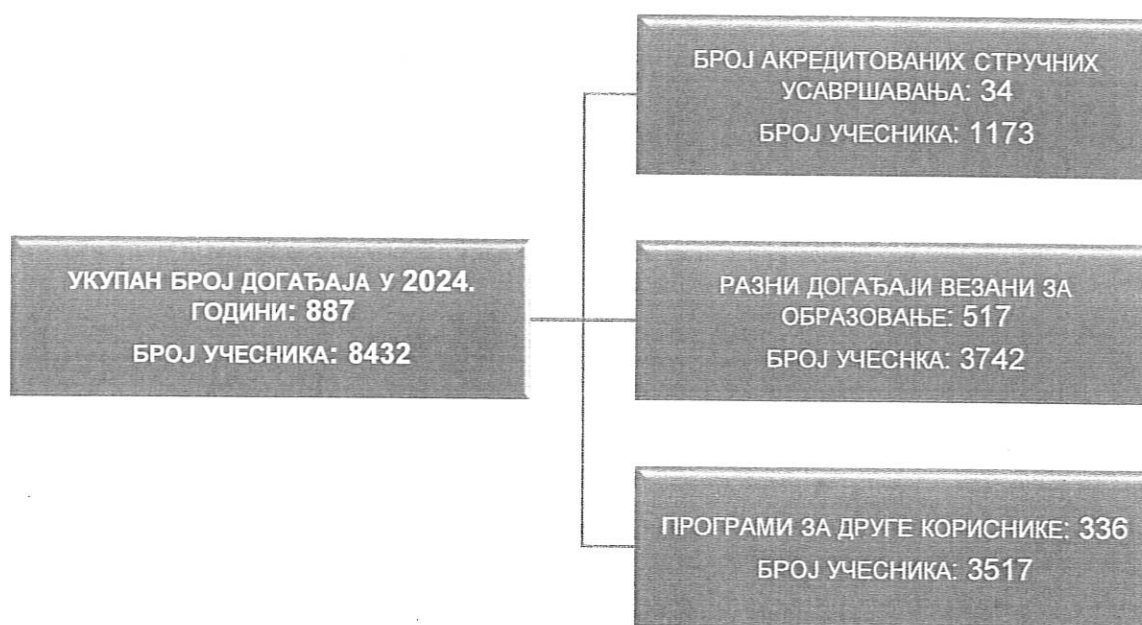 УКУПАН БРОЈ ДОГАЂАЈА У 2024.
ГОДИНИ: 887
БРОЈ УЧЕСНИКА: 8432
БРОЈ АКРЕДИТОВАНИХ СТРУЧНИХ
УСАВРШАВАЊА: 34
БРОЈ УЧЕСНИКА: 1173
РАЗНИ ДОГАЂАЈИ ВЕЗАНИ ЗА
ОБРАЗОВАЊЕ: 517
БРОЈ УЧЕСНКА: 3742
ПРОГРАМИ ЗА ДРУГЕ КОРИСНИКЕ: 336
БРОЈ УЧЕСНИКА: 3517